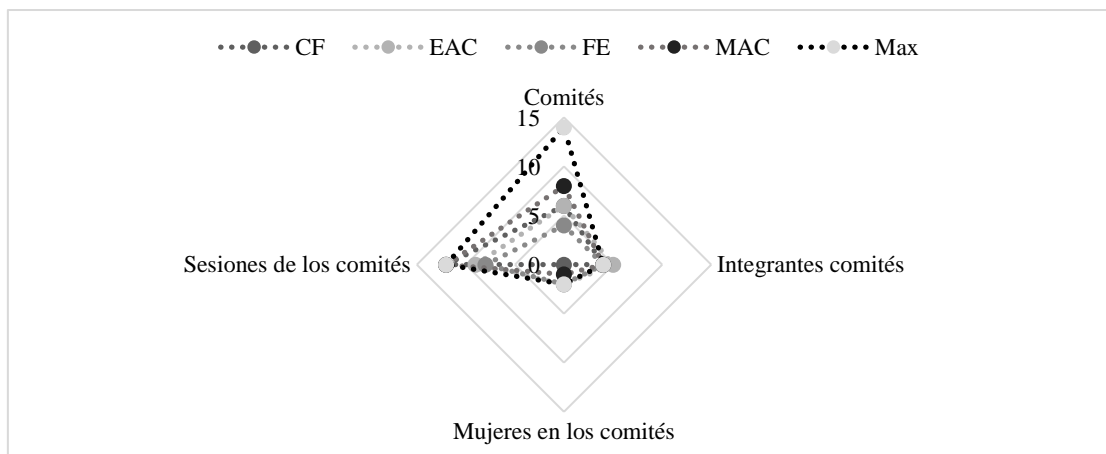 CF EAC FE MAC Max
Comités
15
10
5
Sesiones de los comités 0 Integrantes comités
Mujeres en los comités